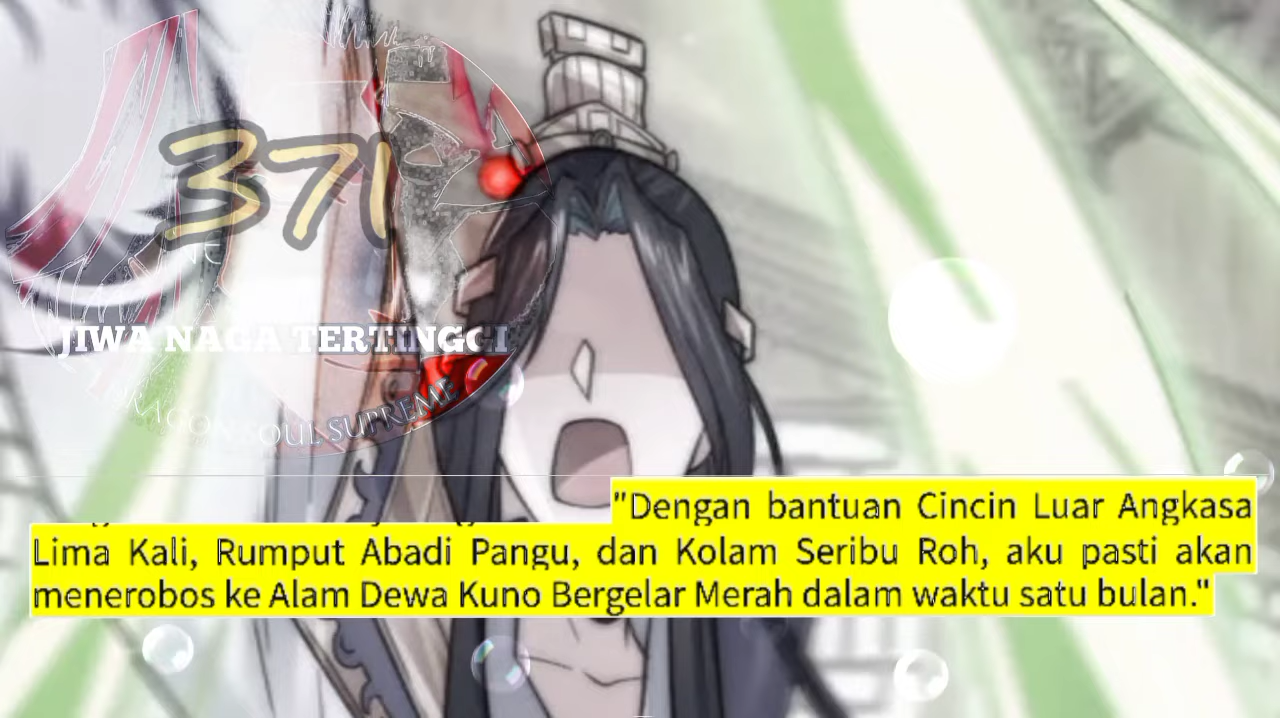 371
JIWA NAGA TERTINGGI
DRAGON SOUL SUPREME
"Dengan bantuan Cincin Luar Angkasa
Lima Kali, Rumput Abadi Pangu, dan Kolam Seribu Roh, aku pasti akan
menerobos ke Alam Dewa Kuno Bergelar Merah dalam waktu satu bulan."